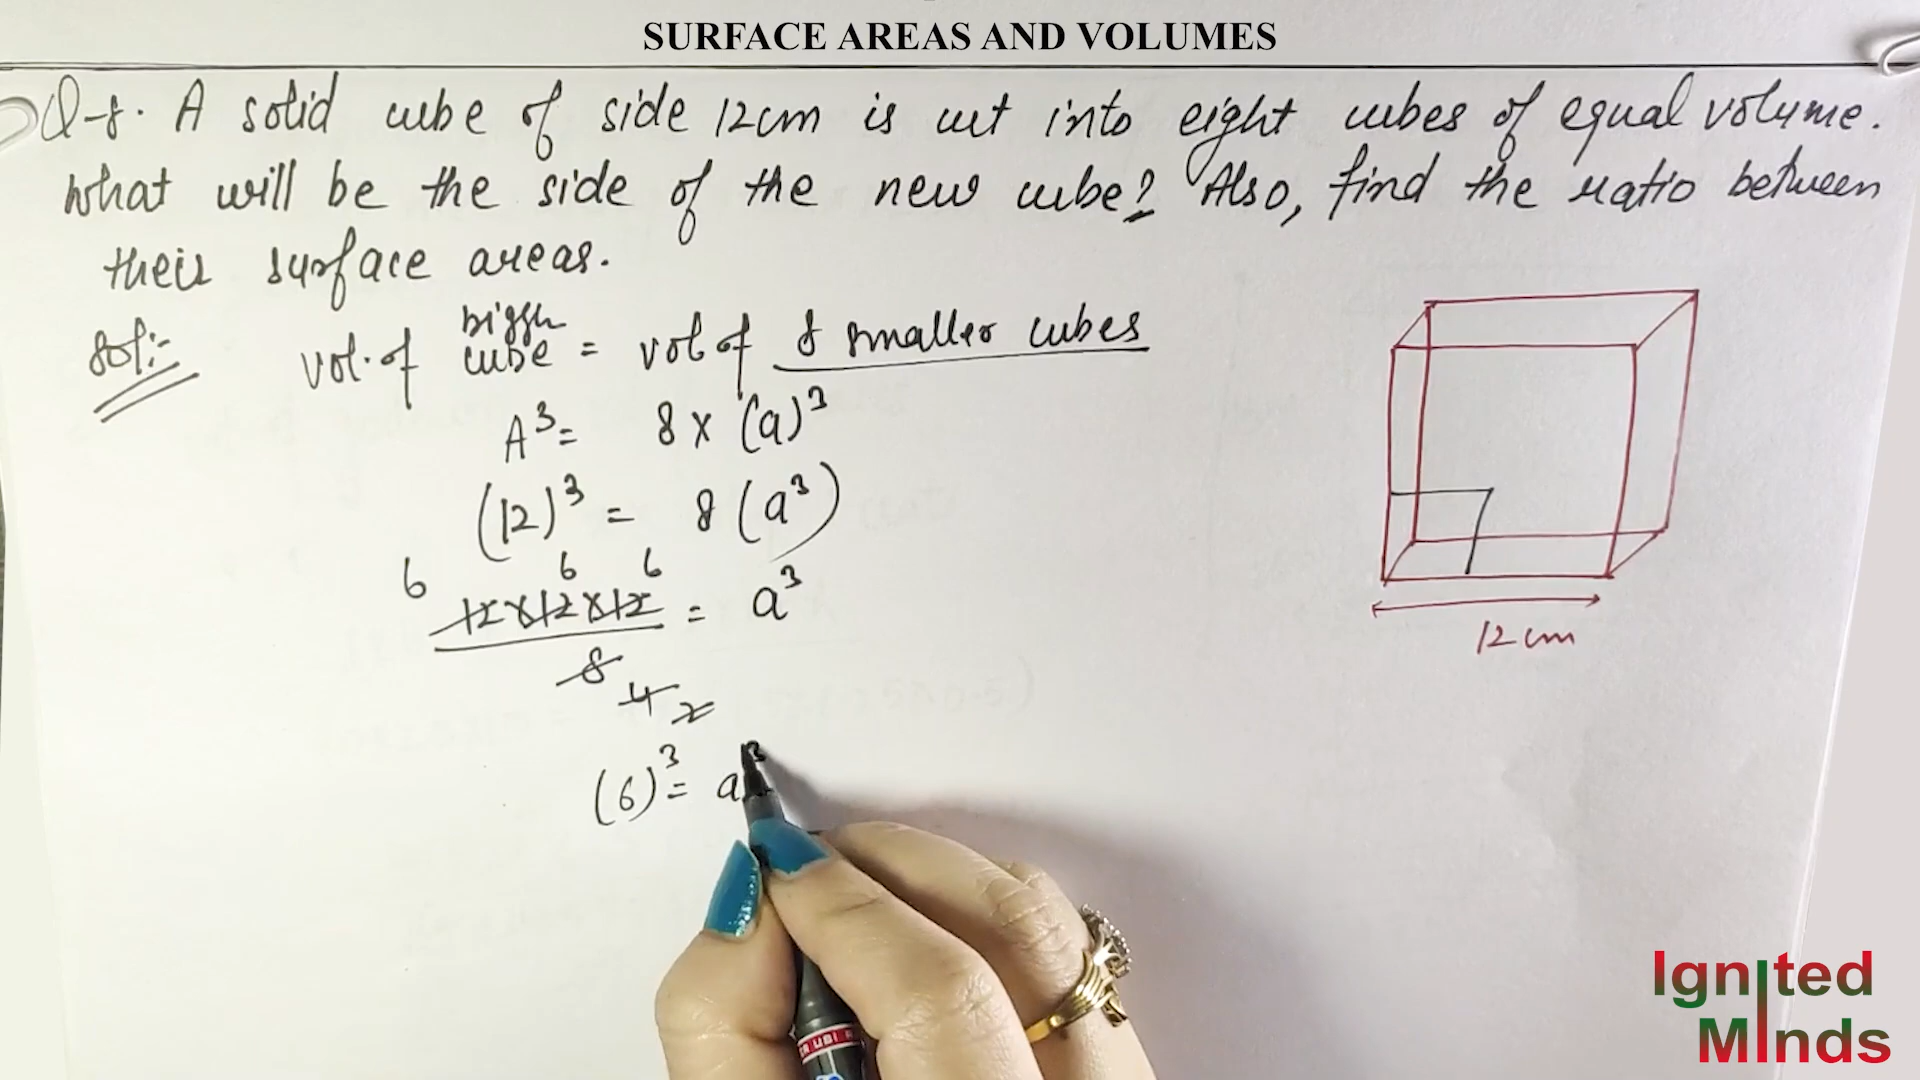 SURFACE AREAS AND VOLUMES
Q-8. A solid cube of side 12cm is cut into eight cubes of equal volume.
What will be the side of the new cube? Also, find the ratio between
their surface areas.
Sol:- vol. of bigger cube = vol of 8 smaller cubes
A³ = 8 × (a)³
(12)³ = 8 (a³)
6 6 6
12×12×12 = a³
8 4 2
(6)³ = a³
12 cm
Ignited
Minds